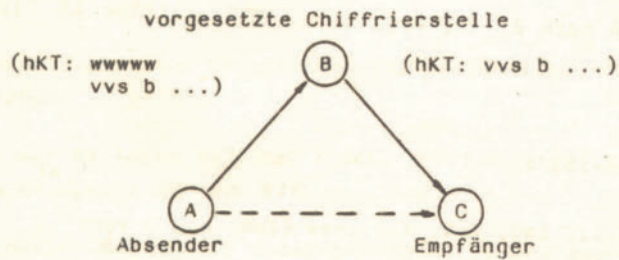 vorgesetzte Chiffrierstelle
(hKT: wwwww
vvs b ...)
B
(hKT: vvs b ...)
A
C
Absender
Empfänger